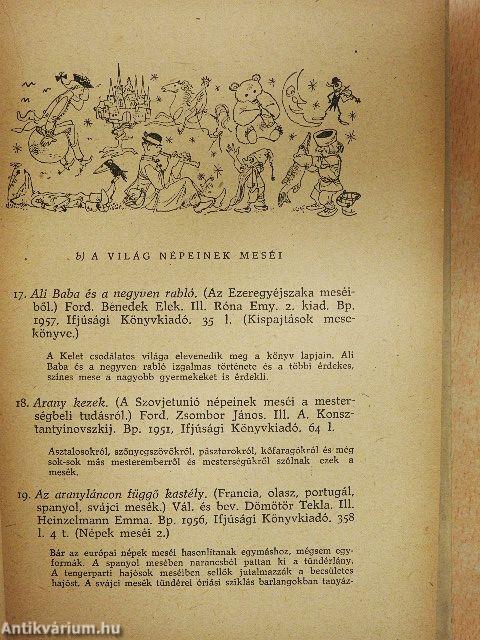 b) A VILÁG NÉPEINEK MESÉI
17. Ali Baba és a negyven rabló. (Az Ezeregyéjszaka meséi-
ből.) Ford. Benedek Elek. Ill. Róna Emy. 2. kiad. Bp.
1957, Ifjúsági Könyvkiadó. 35 l. (Kispajtások mese-
könyve.)
A Kelet csodálatos világa elevenedik meg a könyv lapjain. Ali
Baba és a negyven rabló izgalmas története és a többi érdekes,
színes mese a nagyobb gyermekeket is érdekli.
18. Arany kezek. (A Szovjetunió népeinek meséi a mester-
ségbeli tudásról.) Ford. Zsombor János. Ill. A. Konsz-
tantyinovszkij. Bp. 1951, Ifjúsági Könyvkiadó. 64 l.
Asztalosokról, szőnyegszövőkről, pásztorokról, kőfaragókról és még
sok-sok más mesteremberről és mesterségükről szólnak ezek a
mesék.
19. Az aranyláncon függő kastély. (Francia, olasz, portugál,
spanyol, svájci mesék.) Vál. és bev. Dömötör Tekla. Ill.
Heinzelmann Emma. Bp. 1956, Ifjúsági Könyvkiadó. 358
l. 4 t. (Népek meséi 2.)
Bár az európai népek meséi hasonlítanak egymáshoz, mégsem egy-
formák. A spanyol mesében narancsból pattan ki a tündérlány.
A tengerparti hajósok meséiben sellők jutalmazzák a becsületes
hajóst. A svájci mesék tündérei óriási sziklás barlangokban tanyáz-
Antikvárium.hu